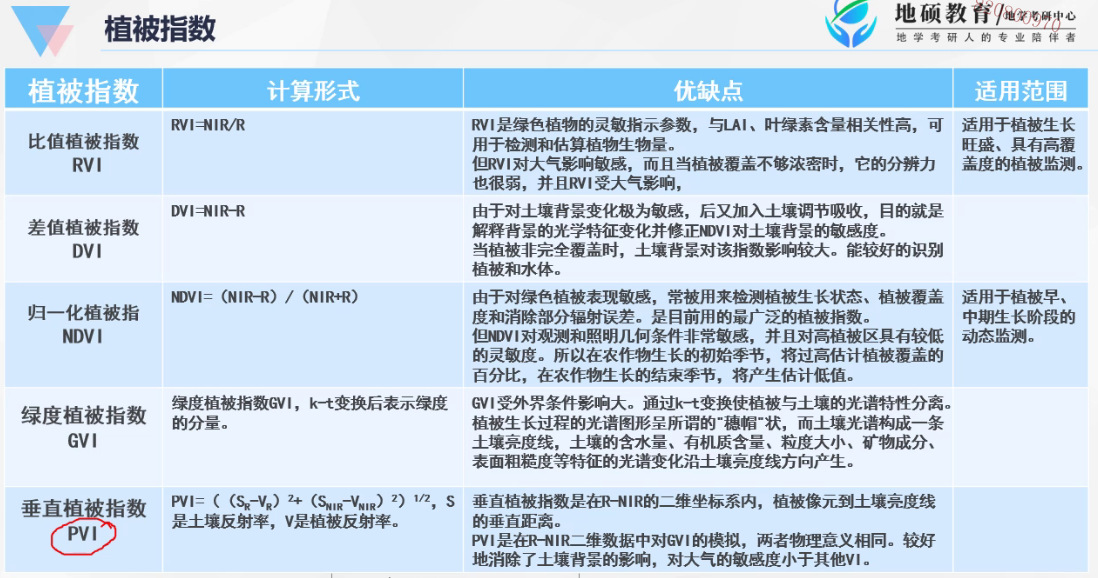 植被指数
地硕教育
地学考研中心
地学考研人的专业陪伴者
植被指数
计算形式
优缺点
适用范围
比值植被指数
RVI
RVI=NIR/R
RVI是绿色植物的灵敏指示参数，与LAI、叶绿素含量相关性高，可
用于检测和估算植物生物量。
但RVI对大气影响敏感，而且当植被覆盖不够浓密时，它的分辨力
也很弱，并且RVI受大气影响，
适用于植被生长
旺盛、具有高覆
盖度的植被监测。
差值植被指数
DVI
DVI=NIR-R
由于对土壤背景变化极为敏感，后又加入土壤调节吸收，目的就是
解释背景的光学特征变化并修正NDVI对土壤背景的敏感度。
当植被非完全覆盖时，土壤背景对该指数影响较大。能较好的识别
植被和水体。
归一化植被指
NDVI
NDVI=（NIR-R）/（NIR+R）
由于对绿色植被表现敏感，常被用来检测植被生长状态、植被覆盖
度和消除部分辐射误差。是目前用的最广泛的植被指数。
但NDVI对观测和照明几何条件非常敏感，并且对高植被区具有较低
的灵敏度。所以在农作物生长的初始季节，将过高估计植被覆盖的
百分比，在农作物生长的结束季节，将产生估计低值。
适用于植被早、
中期生长阶段的
动态监测。
绿度植被指数
GVI
绿度植被指数GVI，k-t变换后表示绿度
的分量。
GVI受外界条件影响大。通过k-t变换使植被与土壤的光谱特性分离。
植被生长过程的光谱图形呈所谓的"穗帽"状，而土壤光谱构成一条
土壤亮度线，土壤的含水量、有机质含量、粒度大小、矿物成分、
表面粗糙度等特征的光谱变化沿土壤亮度线方向产生。
垂直植被指数
PVI
PVI=（（S_R-V_R）²+（S_NIR-V_NIR）²）^1/2，S
是土壤反射率，V是植被反射率。
垂直植被指数是在R-NIR的二维坐标系内，植被像元到土壤亮度线
的垂直距离。
PVI是在R-NIR二维数据中对GVI的模拟，两者物理意义相同。较好
地消除了土壤背景的影响，对大气的敏感度小于其他VI。